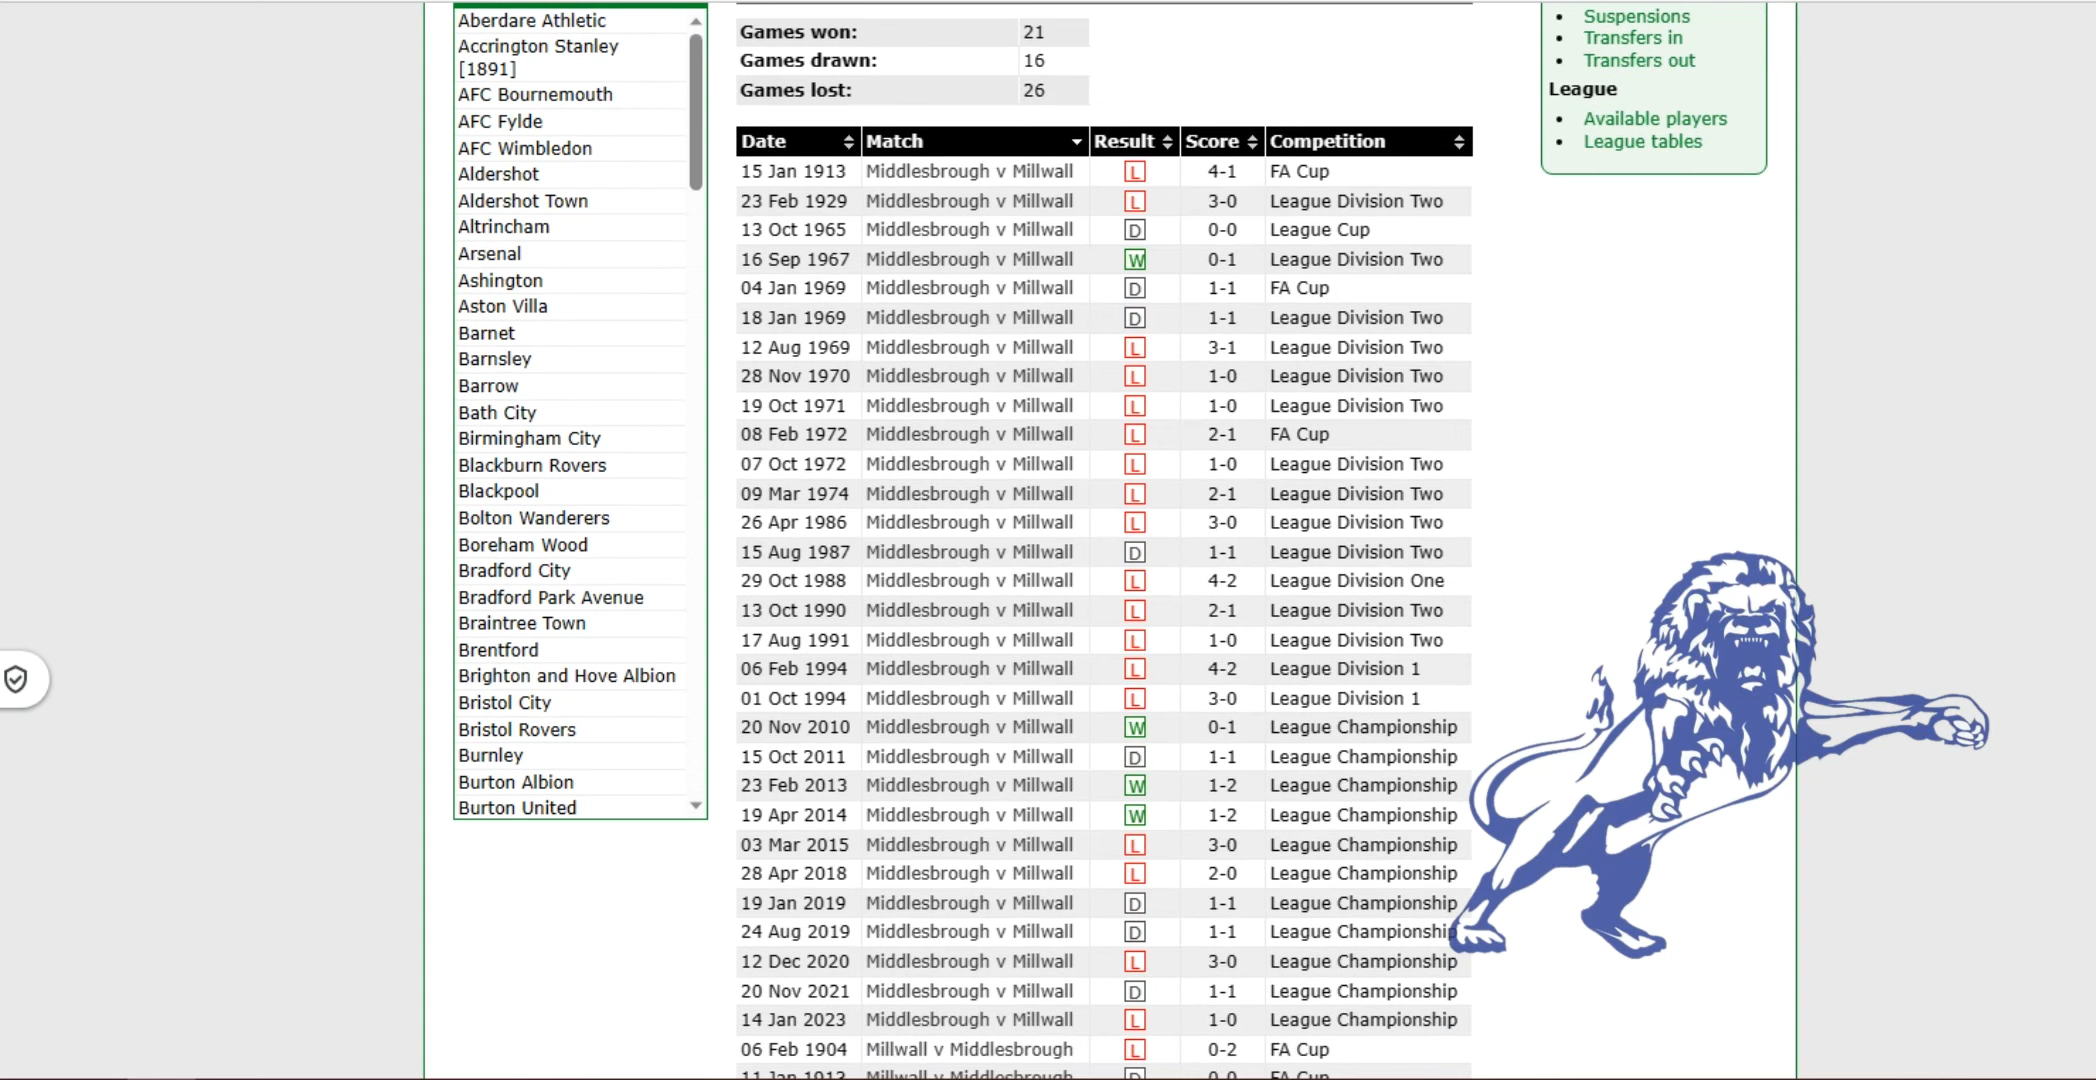 Aberdare Athletic
Accrington Stanley
[1891]
AFC Bournemouth
AFC Fylde
AFC Wimbledon
Aldershot
Aldershot Town
Altrincham
Arsenal
Ashington
Aston Villa
Barnet
Barnsley
Barrow
Bath City
Birmingham City
Blackburn Rovers
Blackpool
Bolton Wanderers
Boreham Wood
Bradford City
Bradford Park Avenue
Braintree Town
Brentford
Brighton and Hove Albion
Bristol City
Bristol Rovers
Burnley
Burton Albion
Burton United
Games won: 21
Games drawn: 16
Games lost: 26
Date Match Result Score Competition
15 Jan 1913 Middlesbrough v Millwall L 4-1 FA Cup
23 Feb 1929 Middlesbrough v Millwall L 3-0 League Division Two
13 Oct 1965 Middlesbrough v Millwall D 0-0 League Cup
16 Sep 1967 Middlesbrough v Millwall W 0-1 League Division Two
04 Jan 1969 Middlesbrough v Millwall D 1-1 FA Cup
18 Jan 1969 Middlesbrough v Millwall D 1-1 League Division Two
12 Aug 1969 Middlesbrough v Millwall L 3-1 League Division Two
28 Nov 1970 Middlesbrough v Millwall L 1-0 League Division Two
19 Oct 1971 Middlesbrough v Millwall L 1-0 League Division Two
08 Feb 1972 Middlesbrough v Millwall L 2-1 FA Cup
07 Oct 1972 Middlesbrough v Millwall L 1-0 League Division Two
09 Mar 1974 Middlesbrough v Millwall L 2-1 League Division Two
26 Apr 1986 Middlesbrough v Millwall L 3-0 League Division Two
15 Aug 1987 Middlesbrough v Millwall D 1-1 League Division Two
29 Oct 1988 Middlesbrough v Millwall L 4-2 League Division One
13 Oct 1990 Middlesbrough v Millwall L 2-1 League Division Two
17 Aug 1991 Middlesbrough v Millwall L 1-0 League Division Two
06 Feb 1994 Middlesbrough v Millwall L 4-2 League Division 1
01 Oct 1994 Middlesbrough v Millwall L 3-0 League Division 1
20 Nov 2010 Middlesbrough v Millwall W 0-1 League Championship
15 Oct 2011 Middlesbrough v Millwall D 1-1 League Championship
23 Feb 2013 Middlesbrough v Millwall W 1-2 League Championship
19 Apr 2014 Middlesbrough v Millwall W 1-2 League Championship
03 Mar 2015 Middlesbrough v Millwall L 3-0 League Championship
28 Apr 2018 Middlesbrough v Millwall L 2-0 League Championship
19 Jan 2019 Middlesbrough v Millwall D 1-1 League Championship
24 Aug 2019 Middlesbrough v Millwall D 1-1 League Championship
12 Dec 2020 Middlesbrough v Millwall L 3-0 League Championship
20 Nov 2021 Middlesbrough v Millwall D 1-1 League Championship
14 Jan 2023 Middlesbrough v Millwall L 1-0 League Championship
06 Feb 1904 Millwall v Middlesbrough L 0-2 FA Cup
11 Jan 1913 Millwall v Middlesbrough D 0-0 FA Cup
Suspensions
Transfers in
Transfers out
League
Available players
League tables